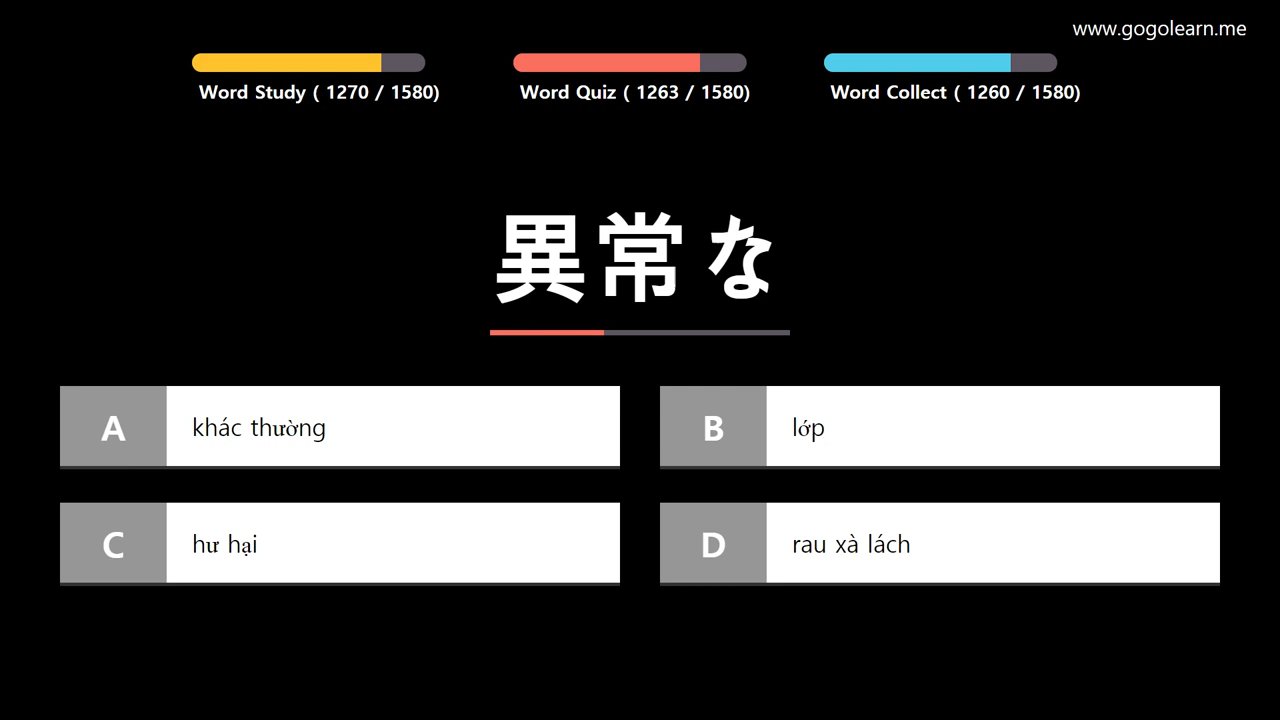 www.gogolearn.me
Word Study ( 1270 / 1580)
Word Quiz ( 1263 / 1580)
Word Collect ( 1260 / 1580)
異常な
A khác thường
B lớp
C hư hại
D rau xà lách